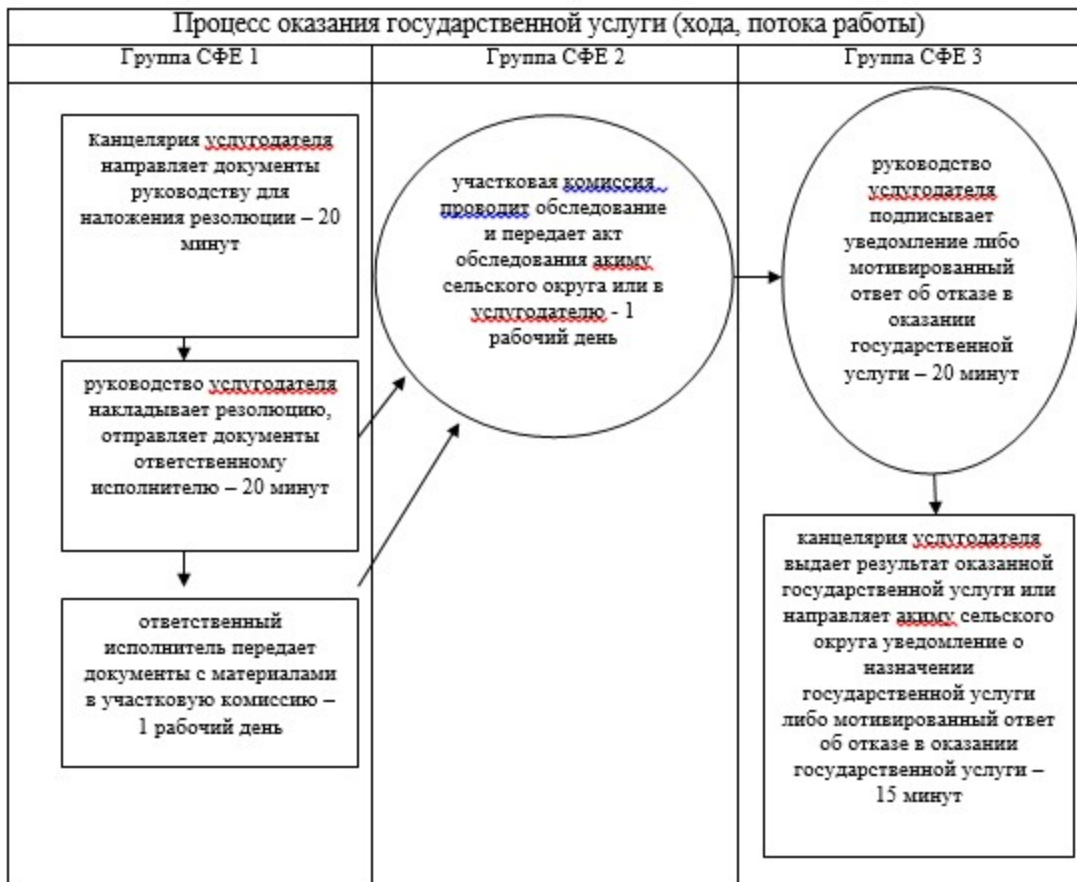 Процесс оказания государственной услуги (хода, потока работы)
Группа СФЕ 1
Группа СФЕ 2
Группа СФЕ 3
Канцелярия услугодателя
направляет документы
руководству для
наложения резолюции – 20
минут
руководство услугодателя
накладывает резолюцию,
отправляет документы
ответственному
исполнителю – 20 минут
ответственный
исполнитель передает
документы с материалами
в участковую комиссию –
1 рабочий день
участковая комиссия
проводит обследование
и передает акт
обследования акиму
сельского округа или в
услугодателю - 1
рабочий день
руководство
услугодателя
подписывает
уведомление либо
мотивированный
ответ об отказе в
оказании
государственной
услуги – 20 минут
канцелярия услугодателя
выдает результат оказанной
государственной услуги или
направляет акиму сельского
округа уведомление о
назначении
государственной услуги
либо мотивированный ответ
об отказе в оказании
государственной услуги –
15 минут